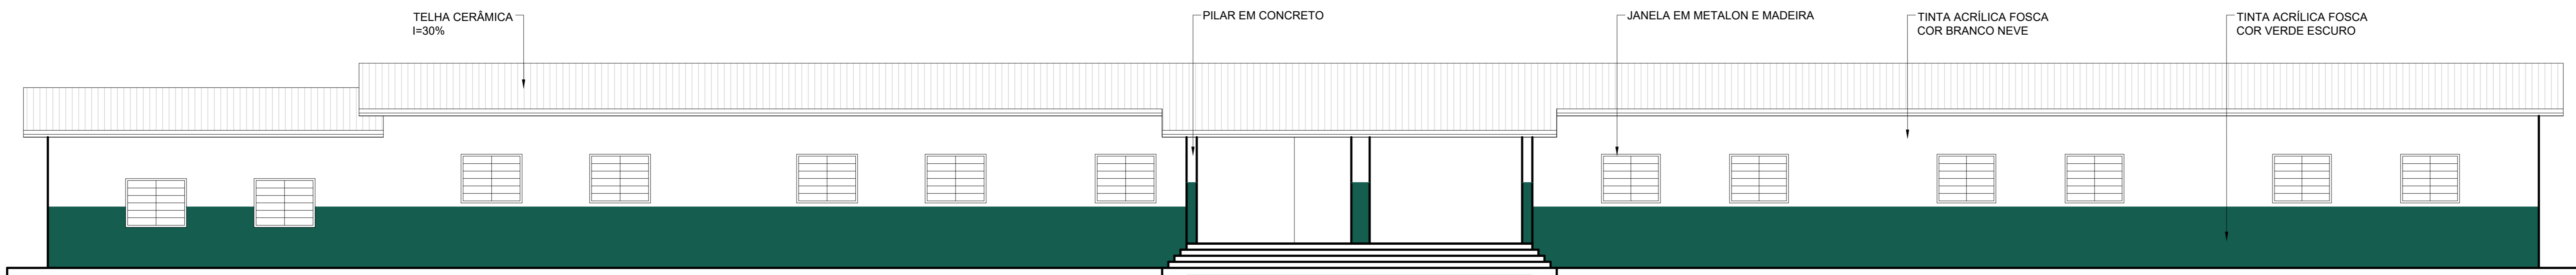 TELHA CERÂMICA
I=30%
PILAR EM CONCRETO
JANELA EM METALON E MADEIRA
TINTA ACRÍLICA FOSCA
COR BRANCO NEVE
TINTA ACRÍLICA FOSCA
COR VERDE ESCURO